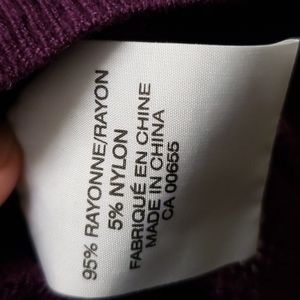 95% RAYONNE/RAYON
5% NYLON
FABRIQUÉ EN CHINE
MADE IN CHINA
CA 00655